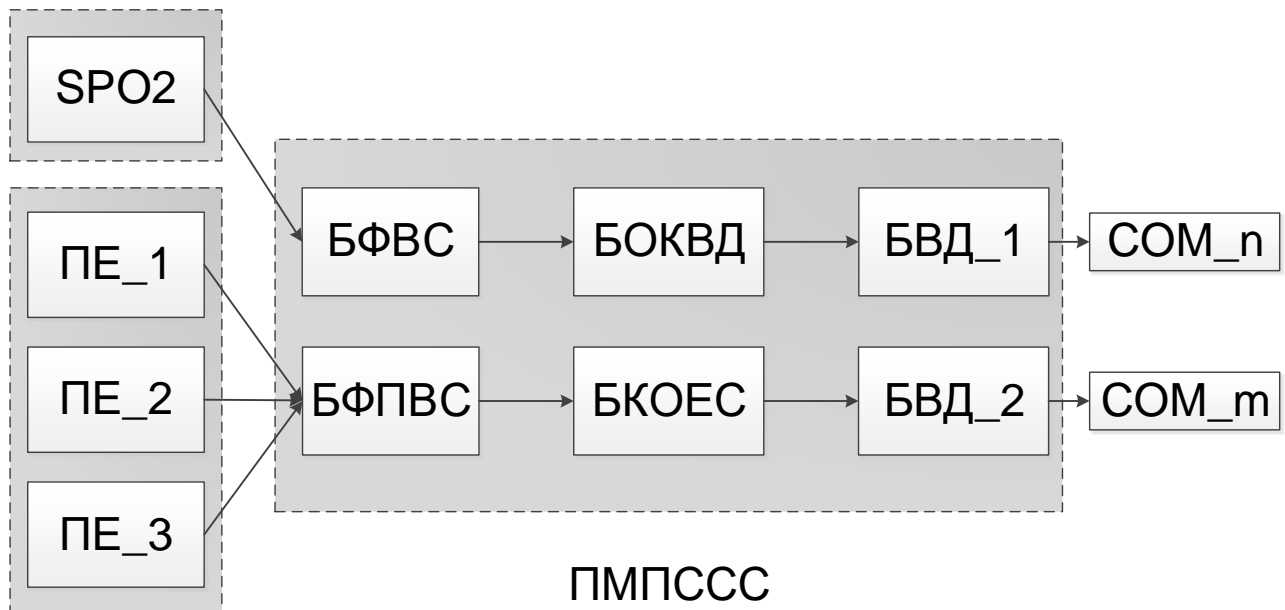 SPO2
ПЕ_1
ПЕ_2
ПЕ_3
БФВС
БОКВД
БВД_1
COM_n
БФПВС
БКОЕС
БВД_2
COM_m
ПМПССС